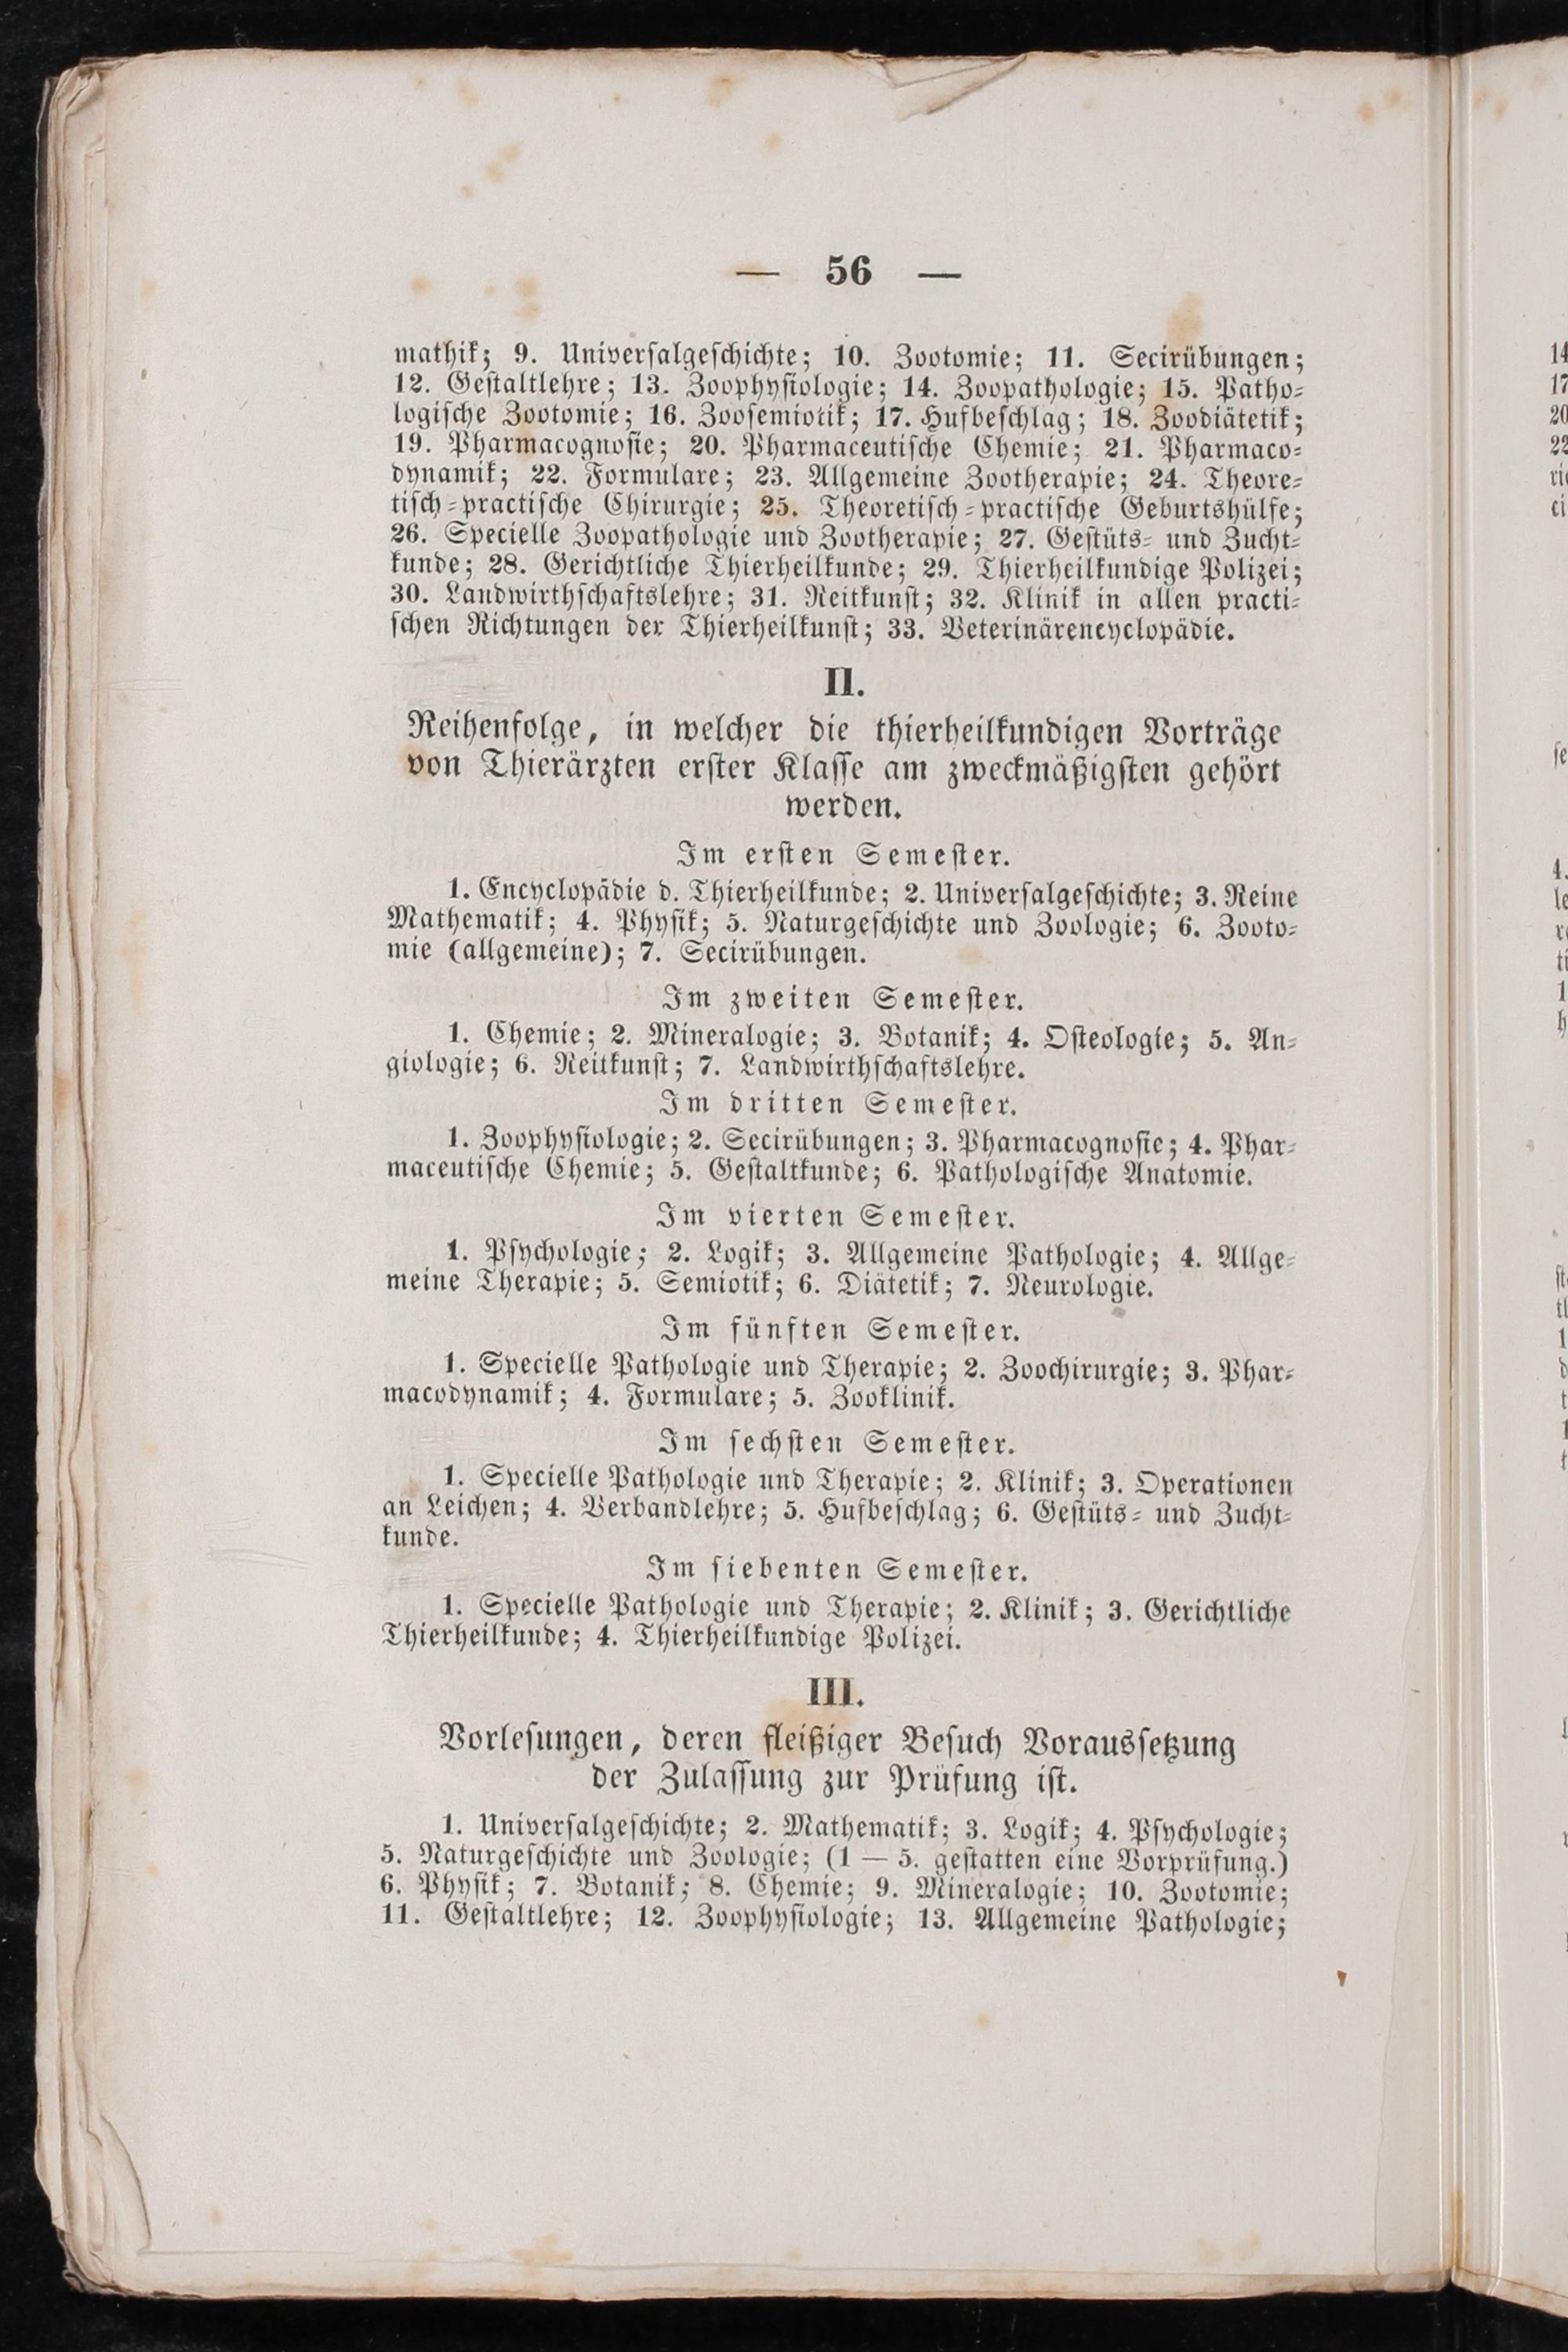 — 56 —
mathik; 9. Universalgeschichte; 10. Zootomie; 11. Secirübungen;
12. Gestaltlehre; 13. Zoophysiologie; 14. Zoopathologie; 15. Patho-
logische Zootomie; 16. Zoosemiotik; 17. Hufbeschlag; 18. Zoodiätetik;
19. Pharmacognosie; 20. Pharmaceutische Chemie; 21. Pharmaco-
dynamik; 22. Formulare; 23. Allgemeine Zootherapie; 24. Theore-
tisch-practische Chirurgie; 25. Theoretisch-practische Geburtshülfe;
26. Specielle Zoopathologie und Zootherapie; 27. Gestüts- und Zucht-
kunde; 28. Gerichtliche Thierheilkunde; 29. Thierheilkundige Polizei;
30. Landwirthschaftslehre; 31. Reitkunst; 32. Klinik in allen practi-
schen Richtungen der Thierheilkunst; 33. Veterinärencyclopädie.
II.
Reihenfolge, in welcher die thierheilkundigen Vorträge
von Thierärzten erster Klasse am zweckmäßigsten gehört
werden.
Im ersten Semester.
1. Encyclopädie d. Thierheilkunde; 2. Universalgeschichte; 3. Reine
Mathematik; 4. Physik; 5. Naturgeschichte und Zoologie; 6. Zooto-
mie (allgemeine); 7. Secirübungen.
Im zweiten Semester.
1. Chemie; 2. Mineralogie; 3. Botanik; 4. Osteologie; 5. An-
giologie; 6. Reitkunst; 7. Landwirthschaftslehre.
Im dritten Semester.
1. Zoophysiologie; 2. Secirübungen; 3. Pharmacognosie; 4. Phar-
maceutische Chemie; 5. Gestaltkunde; 6. Pathologische Anatomie.
Im vierten Semester.
1. Psychologie; 2. Logik; 3. Allgemeine Pathologie; 4. Allge-
meine Therapie; 5. Semiotik; 6. Diätetik; 7. Neurologie.
Im fünften Semester.
1. Specielle Pathologie und Therapie; 2. Zoochirurgie; 3. Phar-
macodynamik; 4. Formulare; 5. Zooklinik.
Im sechsten Semester.
1. Specielle Pathologie und Therapie; 2. Klinik; 3. Operationen
an Leichen; 4. Verbandlehre; 5. Hufbeschlag; 6. Gestüts- und Zucht-
kunde.
Im siebenten Semester.
1. Specielle Pathologie und Therapie; 2. Klinik; 3. Gerichtliche
Thierheilkunde; 4. Thierheilkundige Polizei.
III.
Vorlesungen, deren fleißiger Besuch Voraussetzung
der Zulassung zur Prüfung ist.
1. Universalgeschichte; 2. Mathematik; 3. Logik; 4. Psychologie;
5. Naturgeschichte und Zoologie; (1 — 5. gestatten eine Vorprüfung.)
6. Physik; 7. Botanik; 8. Chemie; 9. Mineralogie; 10. Zootomie;
11. Gestaltlehre; 12. Zoophysiologie; 13. Allgemeine Pathologie;